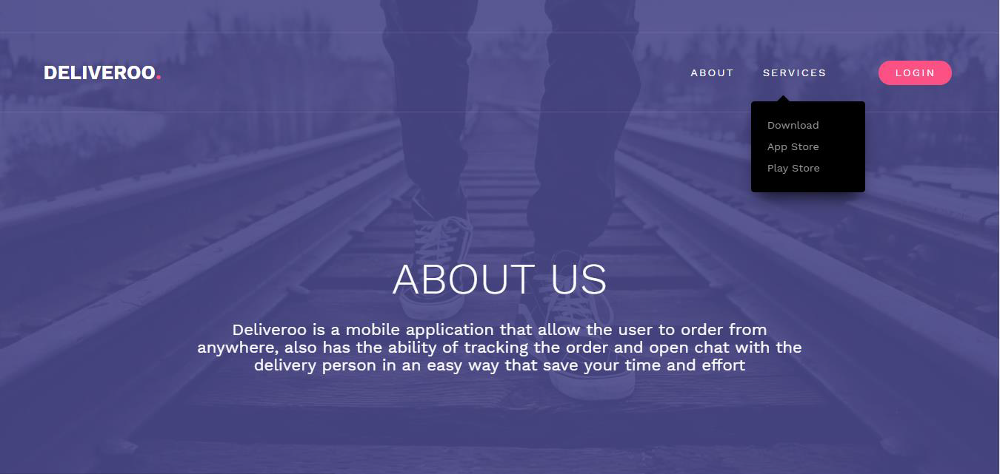 DELIVEROO.
ABOUT
SERVICES
LOGIN
Download
App Store
Play Store
ABOUT US
Deliveroo is a mobile application that allow the user to order from
anywhere, also has the ability of tracking the order and open chat with the
delivery person in an easy way that save your time and effort